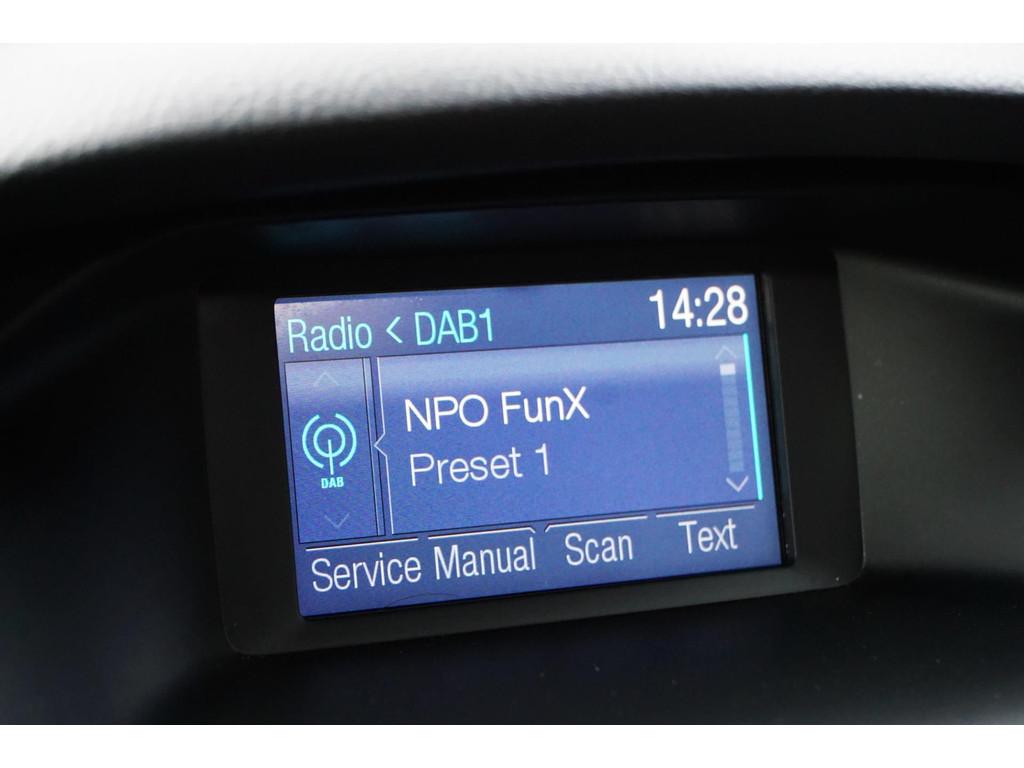 Radio < DAB1 14:28
NPO FunX
Preset 1
DAB
Service Manual Scan Text